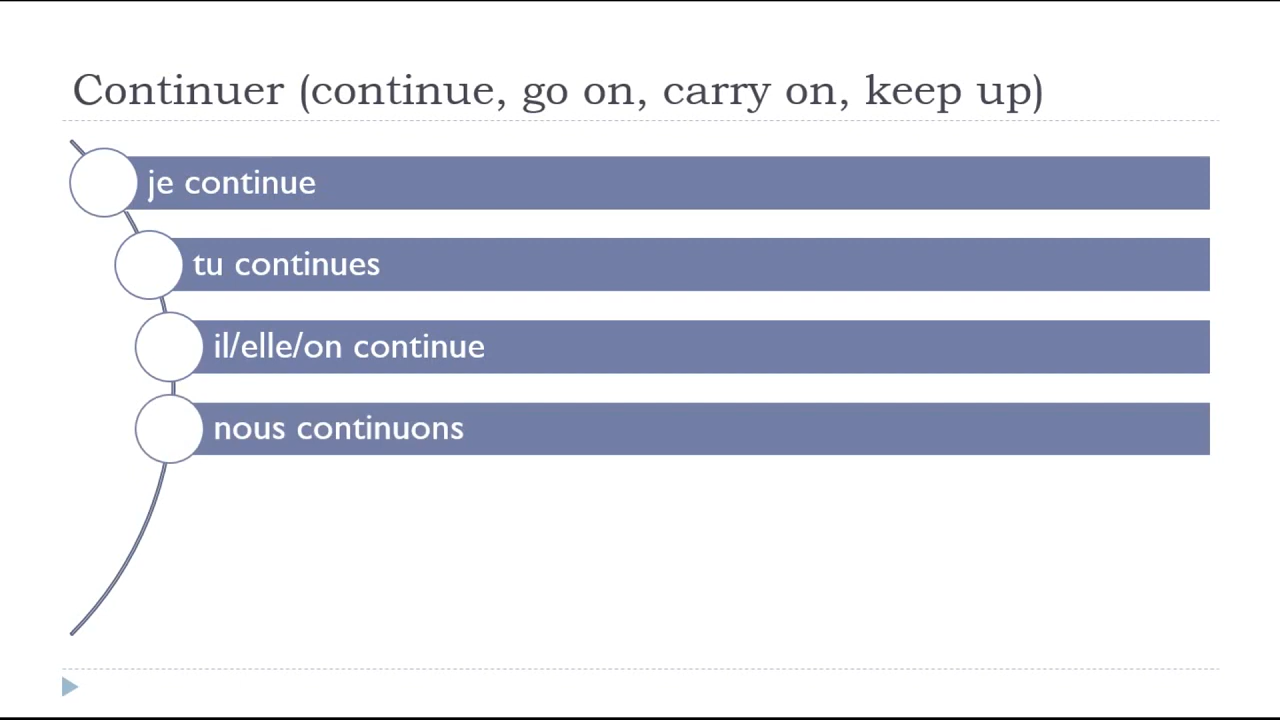 Continuer (continue, go on, carry on, keep up)
je continue
tu continues
il/elle/on continue
nous continuons